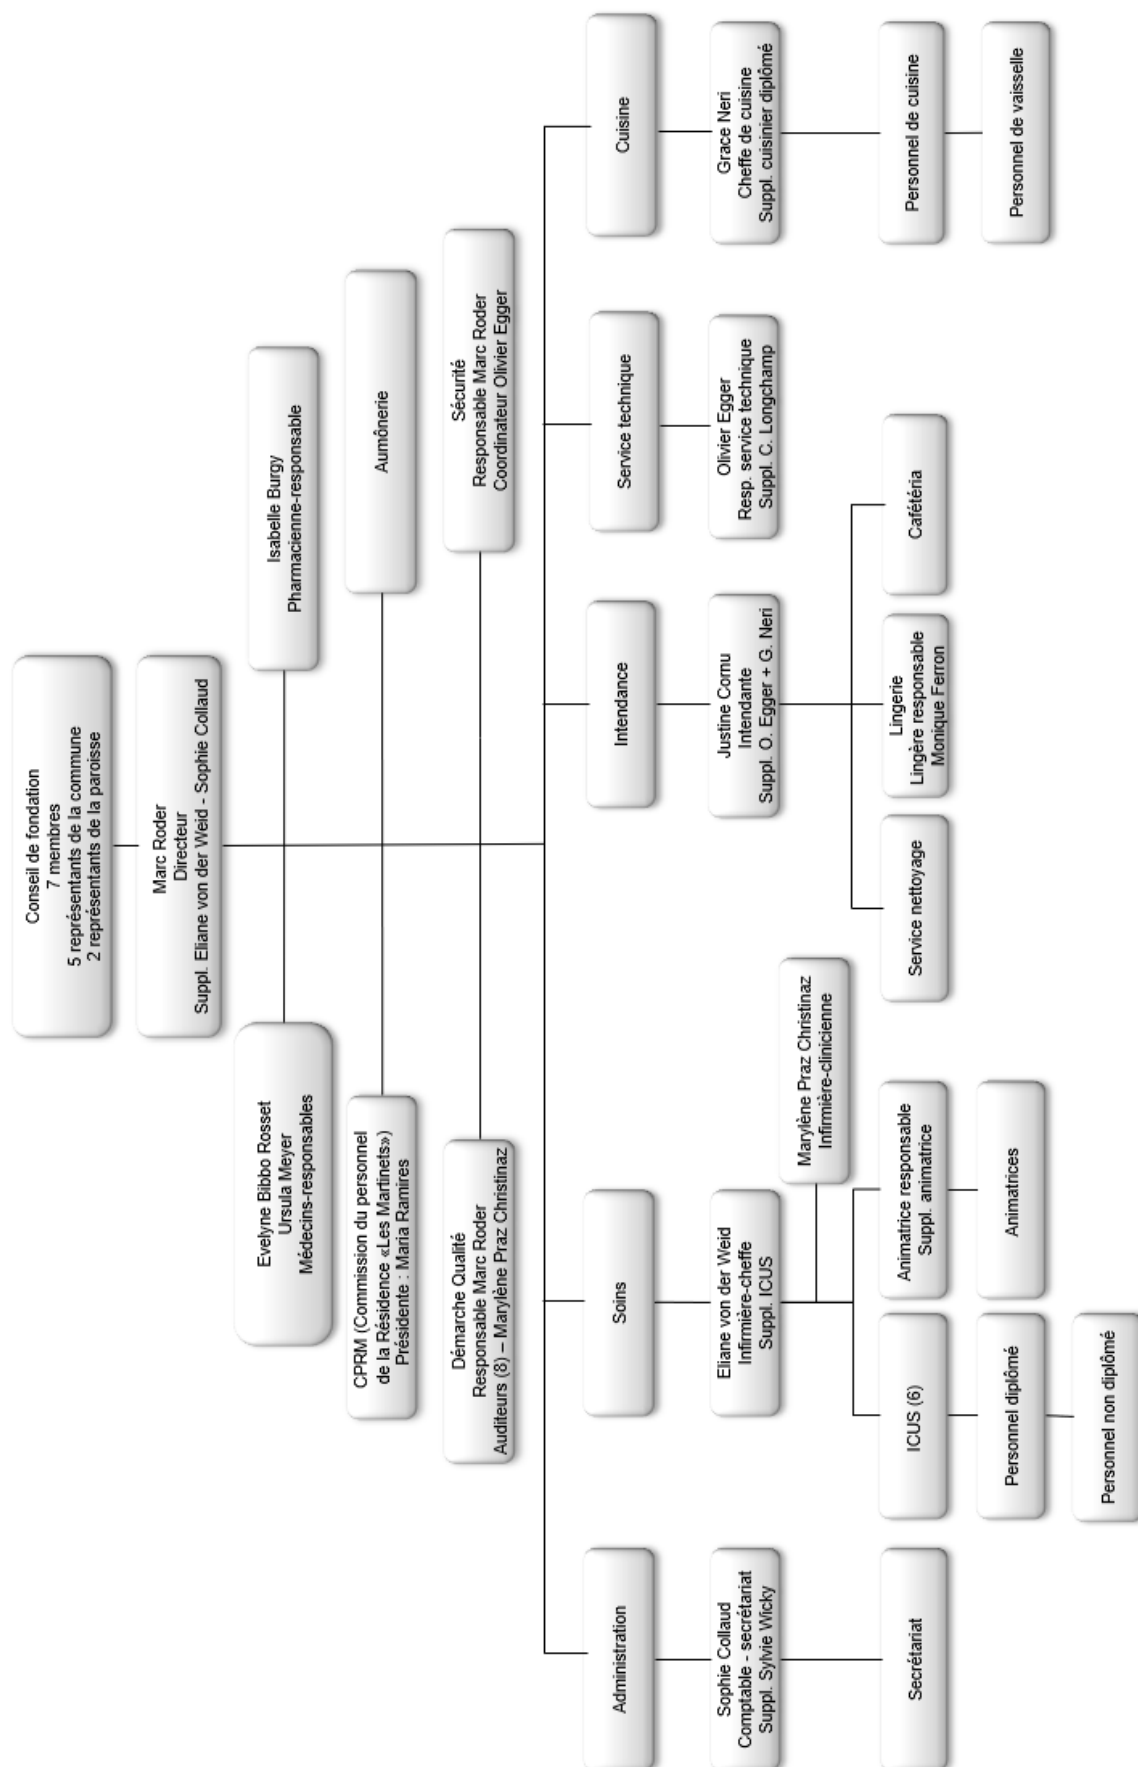 Conseil de fondation
7 membres
5 représentants de la commune
2 représentants de la paroisse
Marc Roder
Directeur
Suppl. Eliane von der Weid - Sophie Collaud
Evelyne Bibbo Rosset
Ursula Meyer
Médecins-responsables
Isabelle Burgy
Pharmacienne-responsable
CPRM (Commission du personnel
de la Résidence «Les Martinets»)
Présidente : Maria Ramires
Aumônerie
Démarche Qualité
Responsable Marc Roder
Auditeurs (8) – Marylène Praz Christinaz
Sécurité
Responsable Marc Roder
Coordinateur Olivier Egger
Administration
Soins
Intendance
Service technique
Cuisine
Sophie Collaud
Comptable - secrétariat
Suppl. Sylvie Wicky
Eliane von der Weid
Infirmière-cheffe
Suppl. ICUS
Justine Cornu
Intendante
Suppl. O. Egger + G. Neri
Olivier Egger
Resp. service technique
Suppl. C. Longchamp
Grace Neri
Cheffe de cuisine
Suppl. cuisinier diplômé
Marylène Praz Christinaz
Infirmière-clinicienne
Secrétariat
ICUS (6)
Animatrice responsable
Suppl. animatrice
Service nettoyage
Lingerie
Lingère responsable
Monique Ferron
Cafétéria
Personnel de cuisine
Personnel diplômé
Animatrices
Personnel de vaisselle
Personnel non diplômé